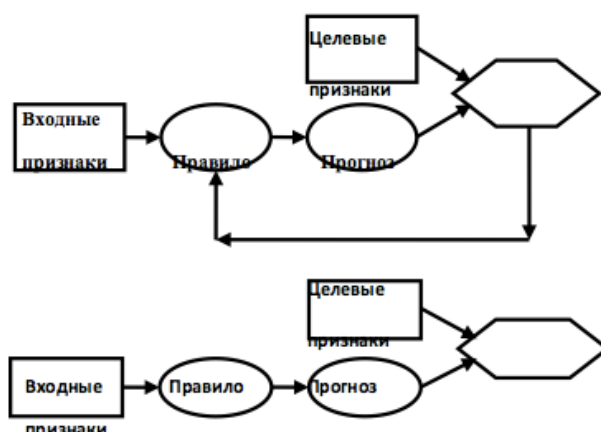 Целевые
признаки
Входные
признаки
Правило
Прогноз
Целевые
признаки
Входные
признаки
Правило
Прогноз